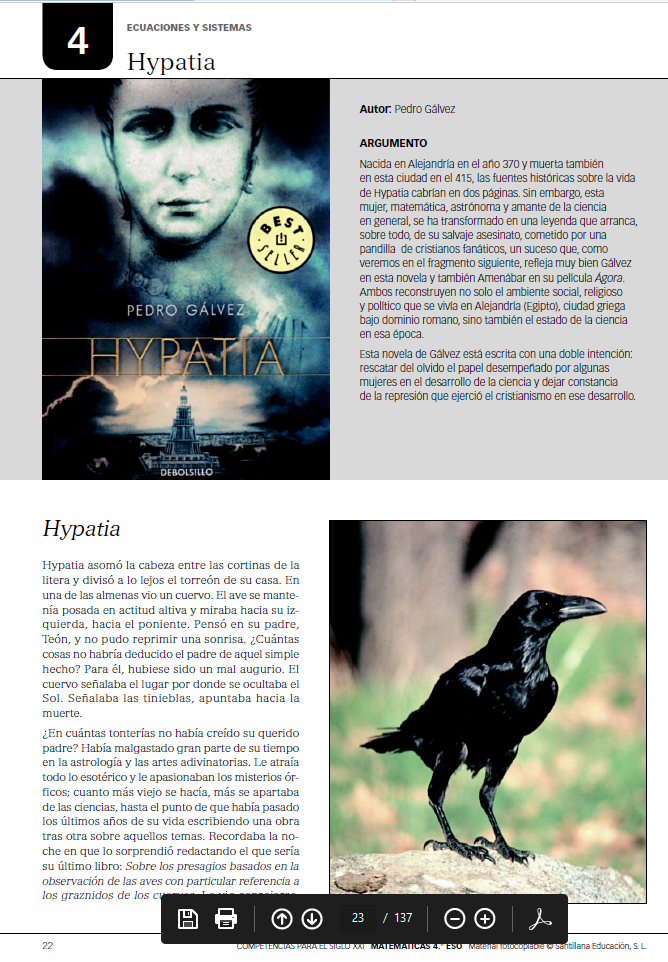 4
ECUACIONES Y SISTEMAS
Hypatia
BEST
SELLER
PEDRO GÁLVEZ
HYPATIA
DEBOLS!LLO
Autor: Pedro Gálvez
ARGUMENTO
Nacida en Alejandría en el año 370 y muerta también
en esta ciudad en el 415, las fuentes históricas sobre la vida
de Hypatia cabrían en dos páginas. Sin embargo, esta
mujer, matemática, astrónoma y amante de la ciencia
en general, se ha transformado en una leyenda que arranca,
sobre todo, de su salvaje asesinato, cometido por una
pandilla de cristianos fanáticos, un suceso que, como
veremos en el fragmento siguiente, refleja muy bien Gálvez
en esta novela y también Amenábar en su película Ágora.
Ambos reconstruyen no solo el ambiente social, religioso
y político que se vivía en Alejandría (Egipto), ciudad griega
bajo dominio romano, sino también el estado de la ciencia
en esa época.
Esta novela de Gálvez está escrita con una doble intención:
rescatar del olvido el papel desempeñado por algunas
mujeres en el desarrollo de la ciencia y dejar constancia
de la represión que ejerció el cristianismo en ese desarrollo.
Hypatia
Hypatia asomó la cabeza entre las cortinas de la
litera y divisó a lo lejos el torreón de su casa. En
una de las almenas vio un cuervo. El ave se mante-
nía posada en actitud altiva y miraba hacia su iz-
quierda, hacia el poniente. Pensó en su padre,
Teón, y no pudo reprimir una sonrisa. ¿Cuántas
cosas no habría deducido el padre de aquel simple
hecho? Para él, hubiese sido un mal augurio. El
cuervo señalaba el lugar por donde se ocultaba el
Sol. Señalaba las tinieblas, apuntaba hacia la
muerte.
¿En cuántas tonterías no había creído su querido
padre? Había malgastado gran parte de su tiempo
en la astrología y las artes adivinatorias. Le atraía
todo lo esotérico y le apasionaban los misterios ór-
ficos; cuanto más viejo se hacía, más se apartaba
de las ciencias, hasta el punto de que había pasado
los últimos años de su vida escribiendo una obra
tras otra sobre aquellos temas. Recordaba la no-
che en que lo sorprendió redactando el que sería
su último libro: Sobre los presagios basados en la
observación de las aves con particular referencia a
los graznidos de los
23 / 137
22
COMPETENCIAS PARA EL SIGLO XXI MATEMÁTICAS 4.° ESO Material fotocopiable © Santillana Educación, S. L.